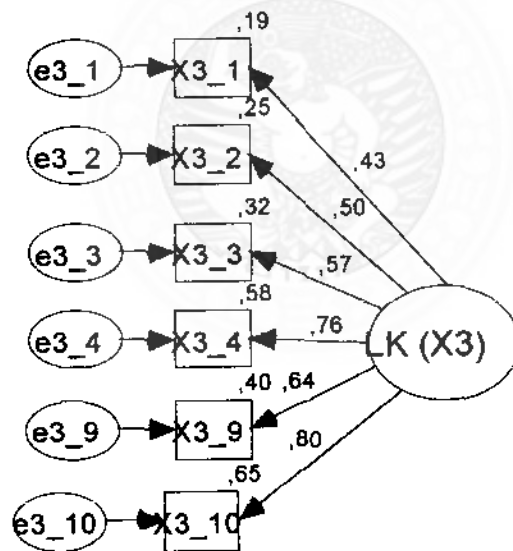 ,19
e3_1 X3_1
,25 ,43
e3_2 X3_2
,50
,32
e3_3 X3_3 ,57
,58
e3_4 X3_4 ,76 LK (X3)
,40 ,64
e3_9 X3_9
,80
,65
e3_10 X3_10